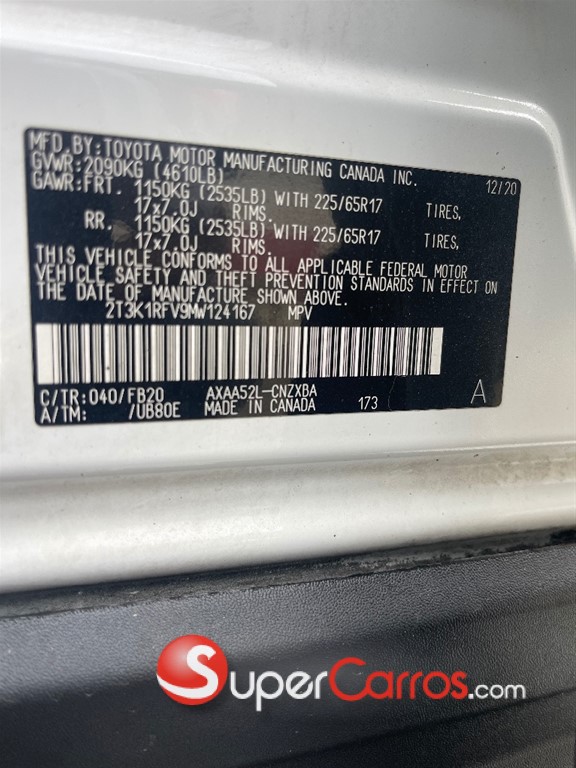 MFD.BY:TOYOTA MOTOR MANUFACTURING CANADA INC. 12/20
GVWR:2090KG (4610LB)
GAWR:FRT. 1150KG (2535LB) WITH 225/65R17 TIRES,
17x7.0J RIMS.
RR. 1150KG (2535LB) WITH 225/65R17 TIRES,
17x7.0J RIMS.
THIS VEHICLE CONFORMS TO ALL APPLICABLE FEDERAL MOTOR
VEHICLE SAFETY AND THEFT PREVENTION STANDARDS IN EFFECT ON
THE DATE OF MANUFACTURE SHOWN ABOVE.
2T3K1RFV9MW124167 MPV
C/TR:040/FB20 AXAA52L-CNZXBA 173 A
A/TM: /UB80E MADE IN CANADA
S SuperCarros.com